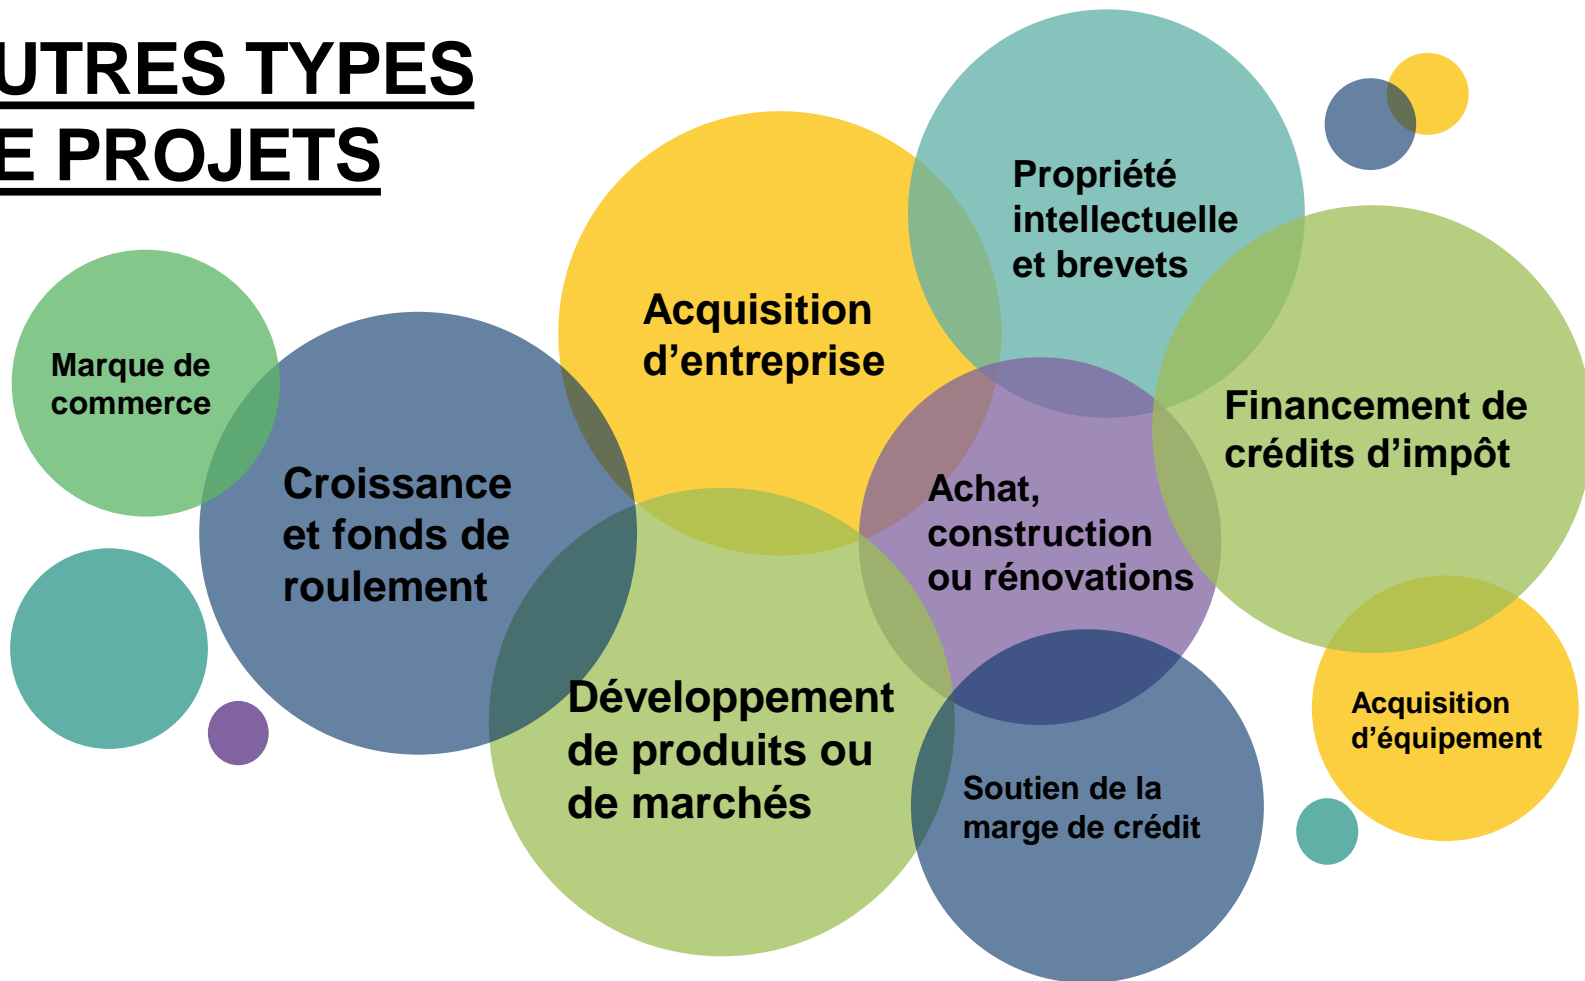 UTRES TYPES
E PROJETS
Propriété
intellectuelle
et brevets
Acquisition
d’entreprise
Marque de
commerce
Financement de
crédits d’impôt
Croissance
et fonds de
roulement
Achat,
construction
ou rénovations
Développement
de produits ou
de marchés
Acquisition
d’équipement
Soutien de la
marge de crédit